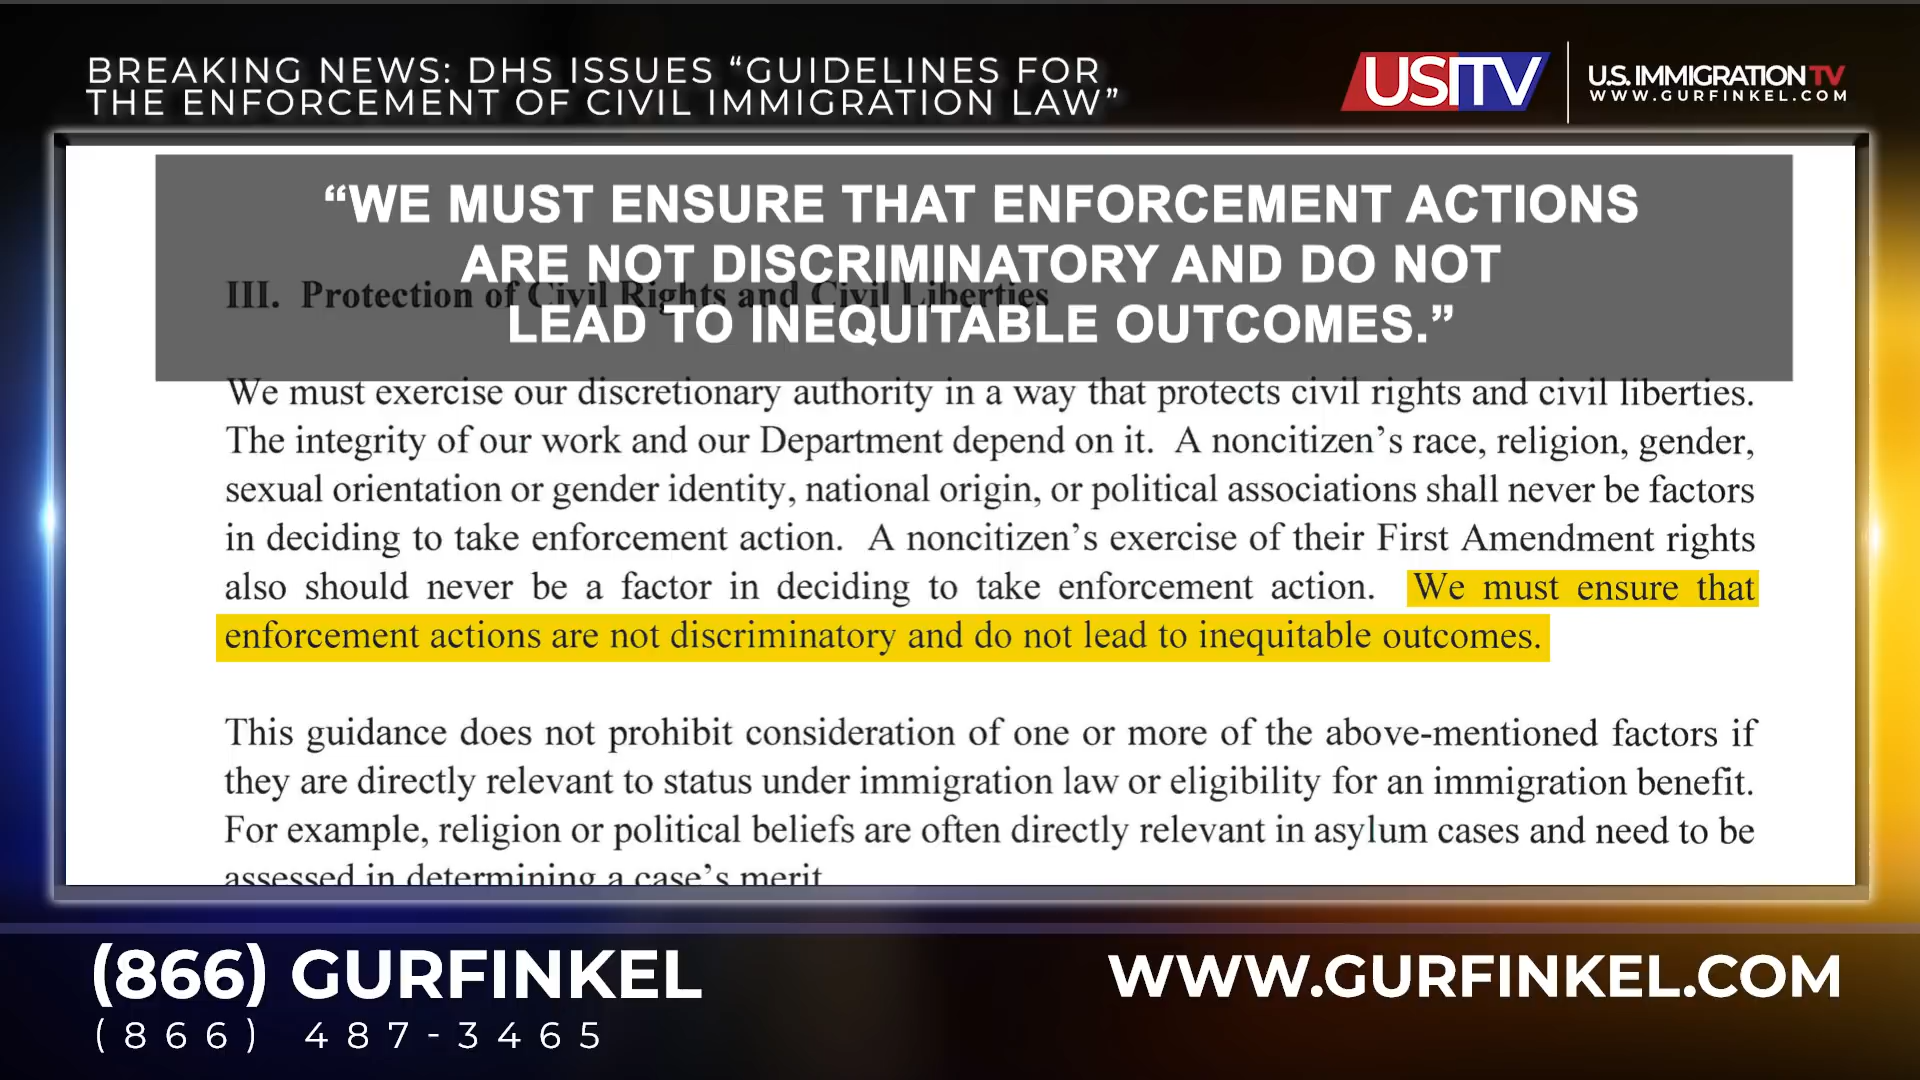 BREAKING NEWS: DHS ISSUES “GUIDELINES FOR
THE ENFORCEMENT OF CIVIL IMMIGRATION LAW”
USITV
U.S. IMMIGRATION TV
WWW.GURFINKEL.COM
“WE MUST ENSURE THAT ENFORCEMENT ACTIONS
ARE NOT DISCRIMINATORY AND DO NOT
LEAD TO INEQUITABLE OUTCOMES.”
III. Protection of Civil Rights and Civil Liberties
We must exercise our discretionary authority in a way that protects civil rights and civil liberties.
The integrity of our work and our Department depend on it. A noncitizen’s race, religion, gender,
sexual orientation or gender identity, national origin, or political associations shall never be factors
in deciding to take enforcement action. A noncitizen’s exercise of their First Amendment rights
also should never be a factor in deciding to take enforcement action. We must ensure that
enforcement actions are not discriminatory and do not lead to inequitable outcomes.
This guidance does not prohibit consideration of one or more of the above-mentioned factors if
they are directly relevant to status under immigration law or eligibility for an immigration benefit.
For example, religion or political beliefs are often directly relevant in asylum cases and need to be
assessed in determining a case’s merit
(866) GURFINKEL
(866) 487-3465
WWW.GURFINKEL.COM